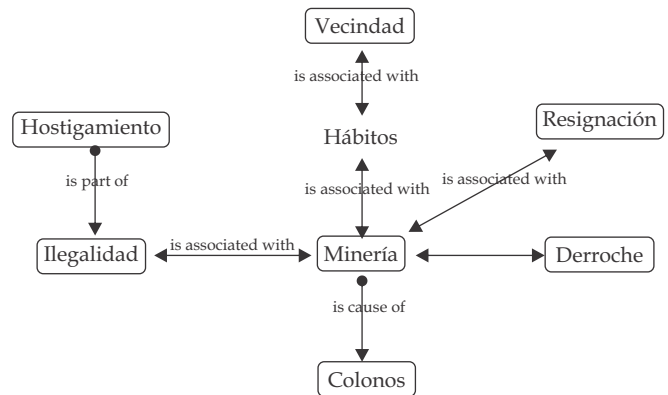 Vecindad
is associated with
Hostigamiento
Hábitos
Resignación
is part of
is associated with
is associated with
Ilegalidad
is associated with
Minería
Derroche
is cause of
Colonos